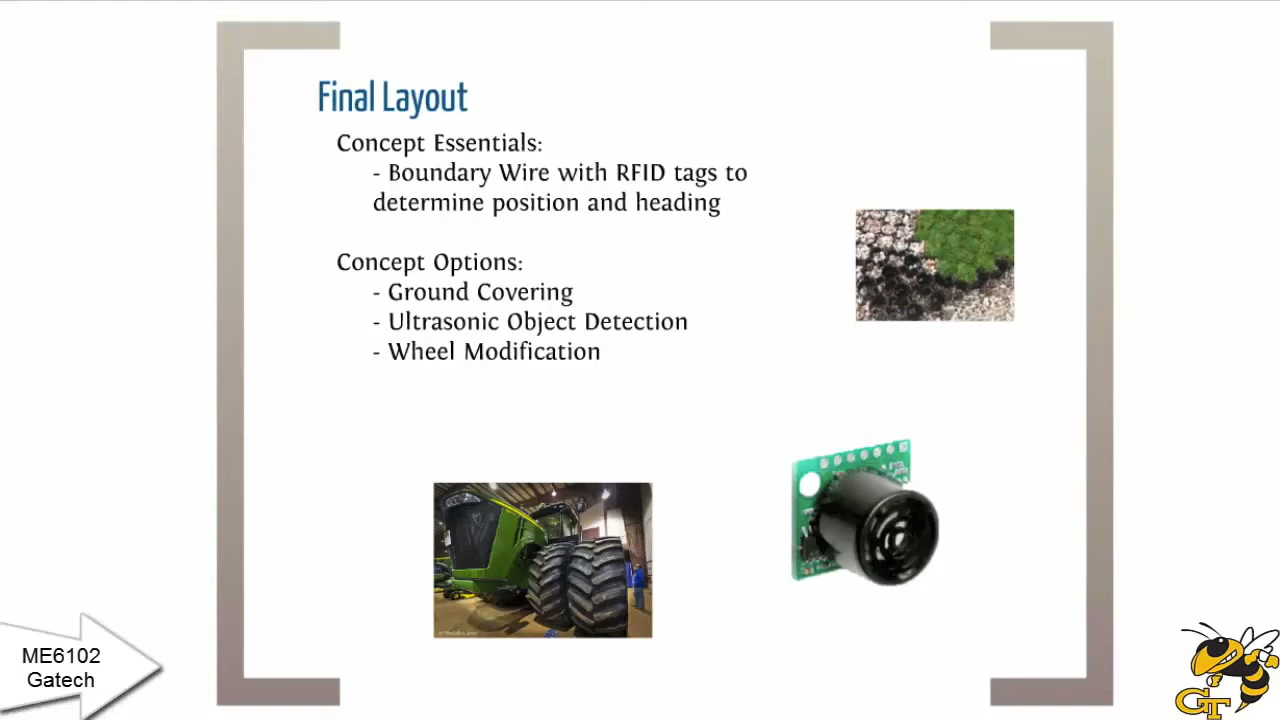 Final Layout
Concept Essentials:
- Boundary Wire with RFID tags to
determine position and heading
Concept Options:
- Ground Covering
- Ultrasonic Object Detection
- Wheel Modification
ME6102
Gatech
GT